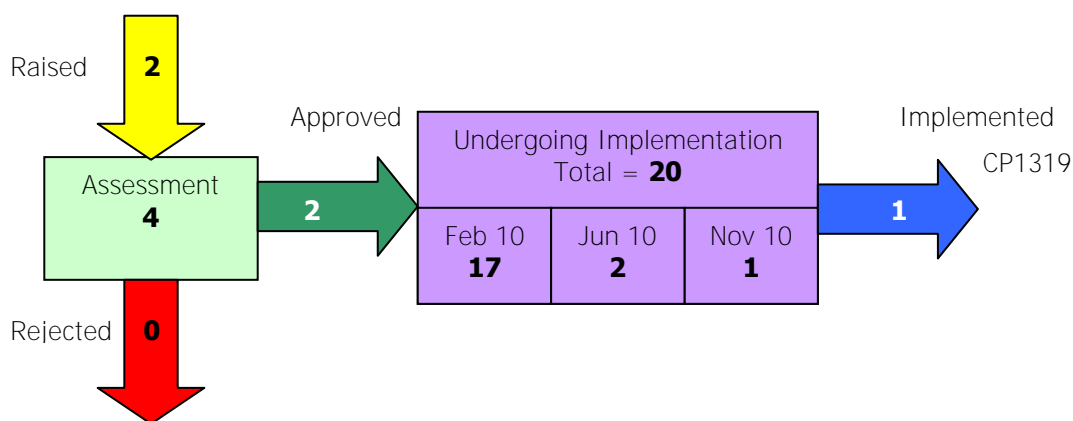 Raised
2
Assessment
4
Rejected
0
Approved
2
Undergoing Implementation
Total = 20
Feb 10
17
Jun 10
2
Nov 10
1
Implemented
CP1319
1